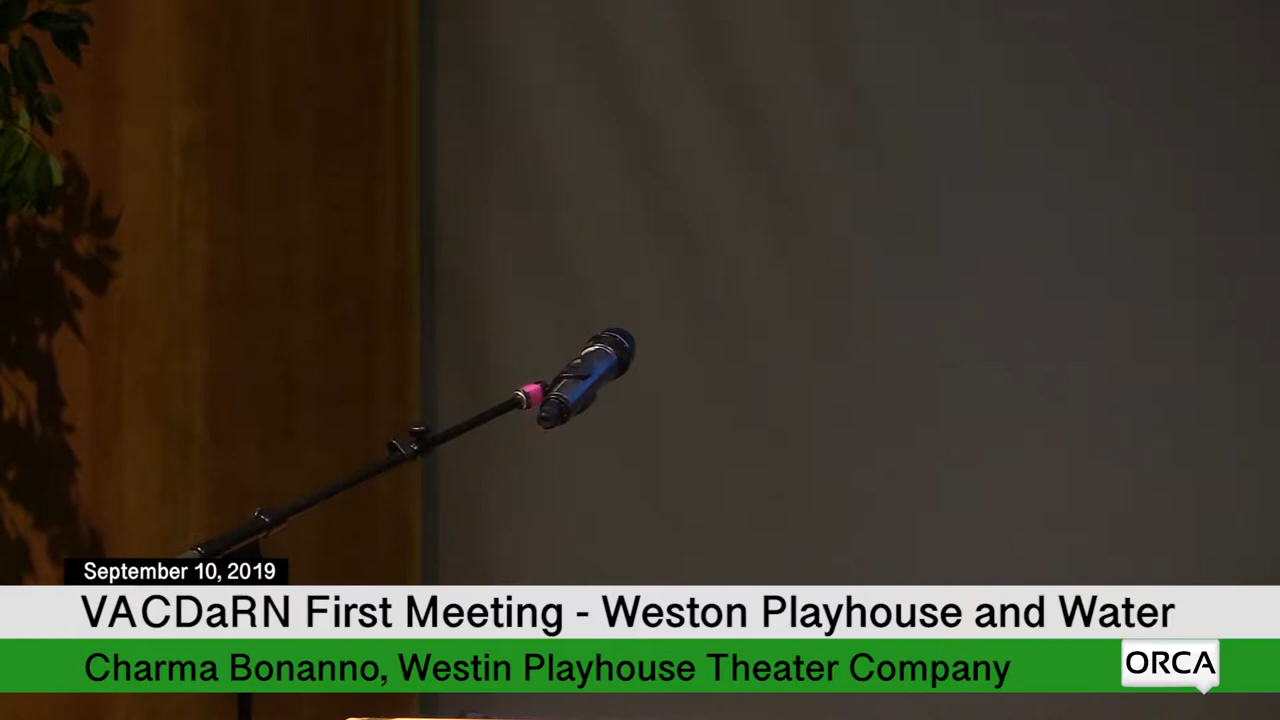 September 10, 2019
VACDaRN First Meeting - Weston Playhouse and Water
Charma Bonanno, Westin Playhouse Theater Company
ORCA